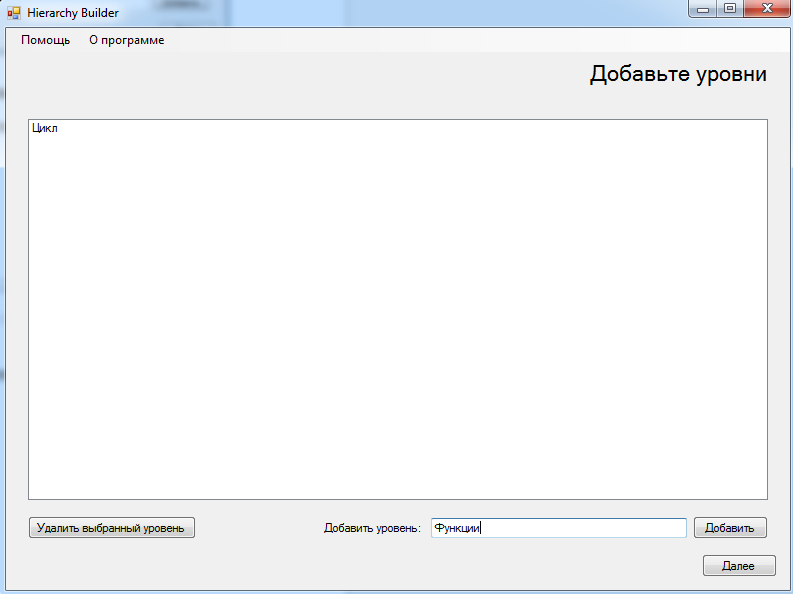 Hierarchy Builder
Помощь О программе
Добавьте уровни
Цикл
Удалить выбранный уровень Добавить уровень: Функции Добавить
Далее